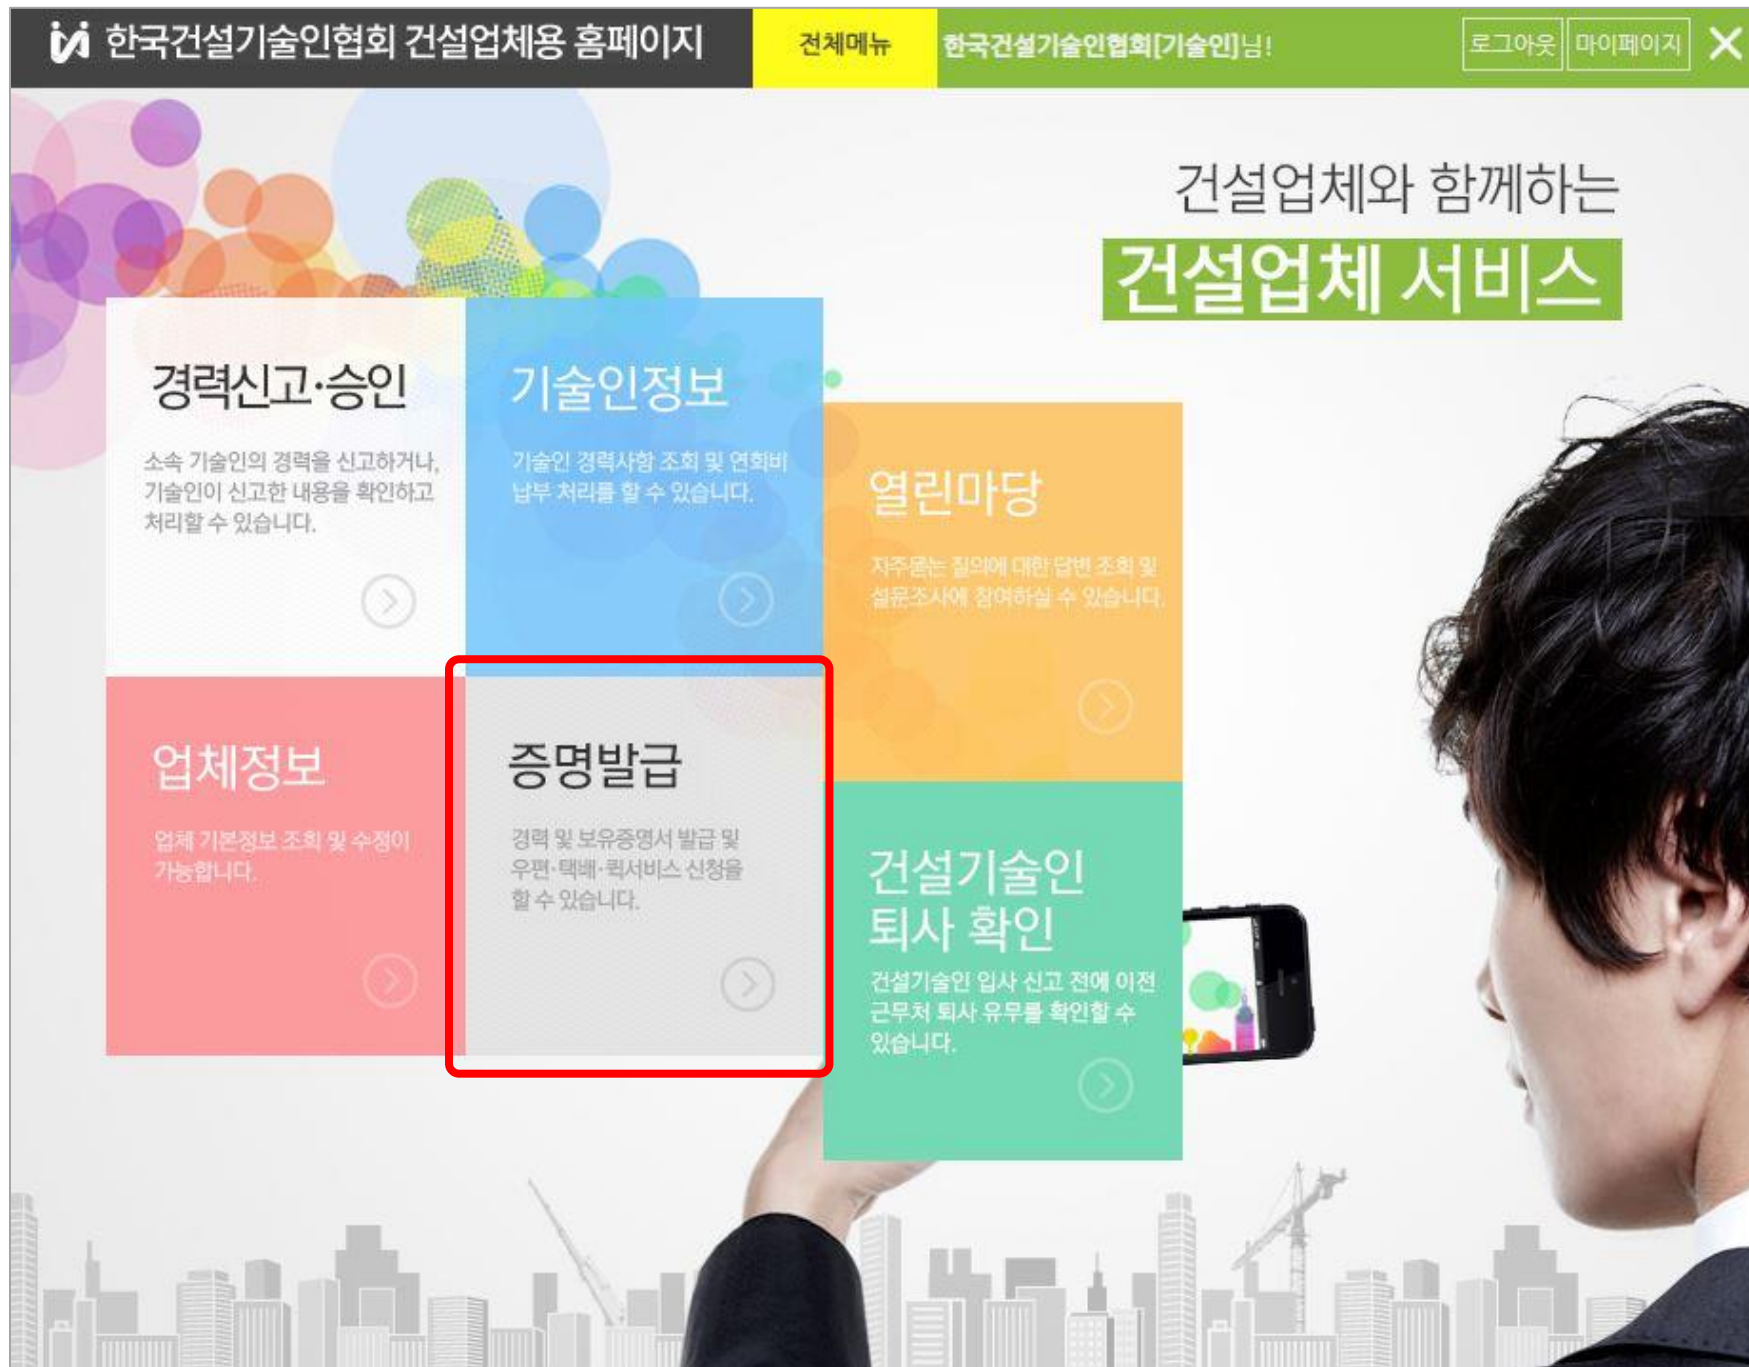 한국건설기술인협회 건설업체용 홈페이지
전체메뉴
한국건설기술인협회[기술인]님!
로그아웃
마이페이지
건설업체와 함께하는
건설업체 서비스
경력신고·승인
소속 기술인의 경력을 신고하거나,
기술인이 신고한 내용을 확인하고
처리할 수 있습니다.
기술인정보
기술인 경력사항 조회 및 연회비
납부 처리를 할 수 있습니다.
열린마당
자주묻는 질의에 대한 답변 조회 및
설문조사에 참여하실 수 있습니다.
업체정보
업체 기본정보 조회 및 수정이
가능합니다.
증명발급
경력 및 보유증명서 발급 및
우편·택배·퀵서비스 신청을
할 수 있습니다.
건설기술인
퇴사 확인
건설기술인 입사 신고 전에 이전
근무처 퇴사 유무를 확인할 수
있습니다.